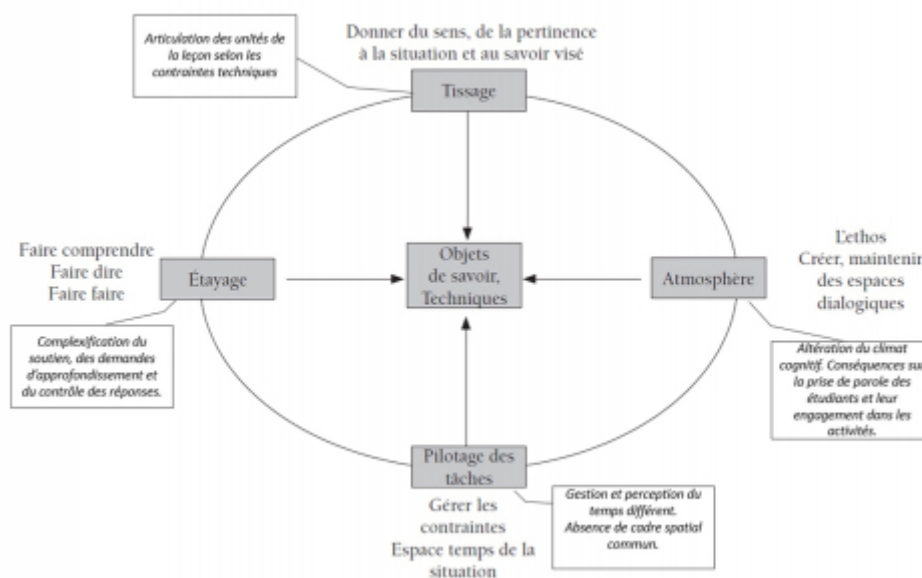 Articulation des unités de
la leçon selon les
contraintes techniques
Donner du sens, de la pertinence
à la situation et au savoir visé
Tissage
Faire comprendre
Faire dire
Faire faire
Étayage
Complexification du
soutien, des demandes
d'approfondissement et
du contrôle des réponses.
Objets
de savoir,
Techniques
Atmosphère
L'ethos
Créer, maintenir
des espaces
dialogiques
Altération du climat
cognitif. Conséquences sur
la prise de parole des
étudiants et leur
engagement dans les
activités.
Pilotage des
tâches
Gérer les
contraintes
Espace temps de la
situation
Gestion et perception du
temps différent.
Absence de cadre spatial
commun.